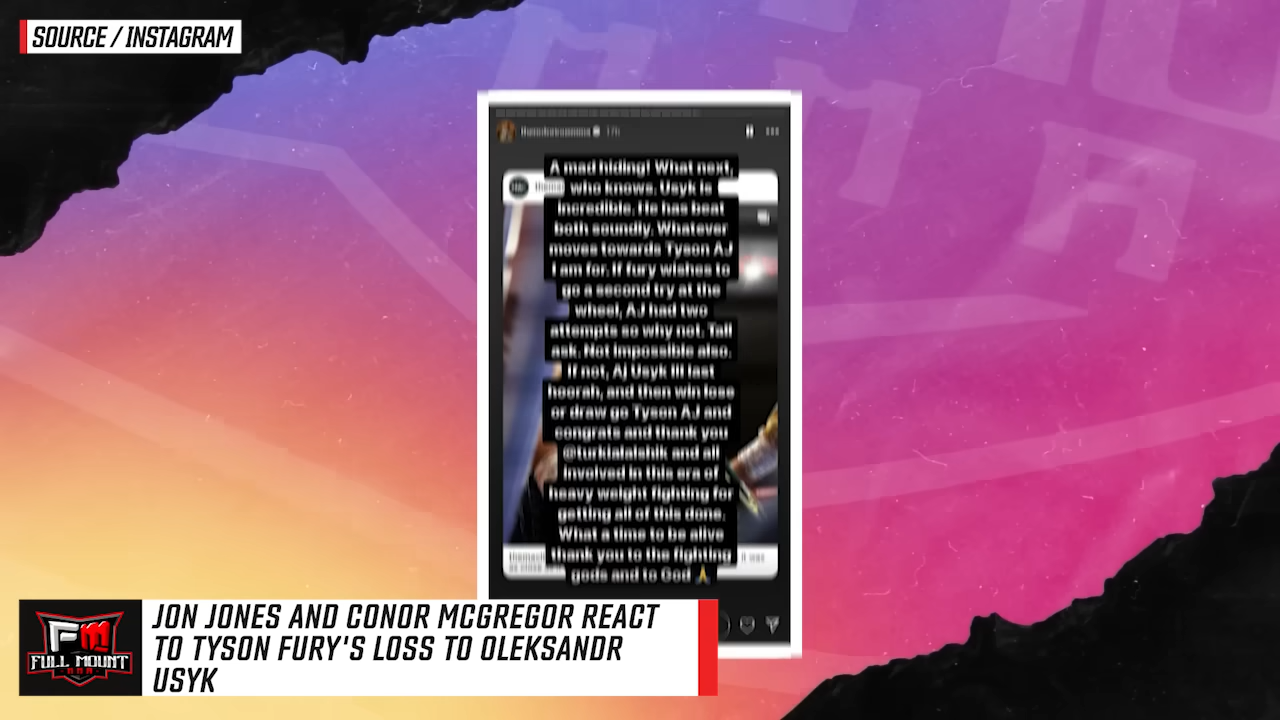 SOURCE / INSTAGRAM
17h
A mad hiding! What next,
who knows. Usyk is
incredible. He has beat
both soundly. Whatever
moves towards Tyson AJ
I am for. If fury wishes to
go a second try at the
wheel, AJ had two
attempts so why not. Tall
ask. Not impossible also.
If not, Aj Usyk III last
hoorah, and then win lose
or draw go Tyson AJ and
congrats and thank you
@turkialalshik and all
involved in this era of
heavy weight fighting for
getting all of this done.
What a time to be alive
thank you to the fighting
gods and to God 🙏
JON JONES AND CONOR MCGREGOR REACT
TO TYSON FURY'S LOSS TO OLEKSANDR
USYK
FM
FULL MOUNT
MMA